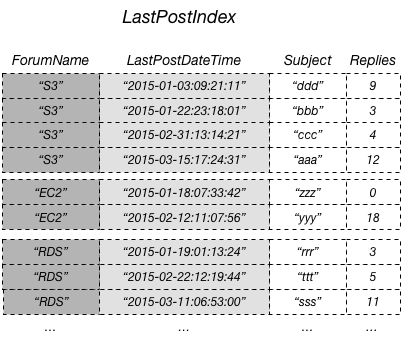 LastPostIndex
ForumName LastPostDateTime Subject Replies
“S3” “2015-01-03:09:21:11” “ddd” 9
“S3” “2015-01-22:23:18:01” “bbb” 3
“S3” “2015-02-31:13:14:21” “ccc” 4
“S3” “2015-03-15:17:24:31” “aaa” 12
“EC2” “2015-01-18:07:33:42” “zzz” 0
“EC2” “2015-02-12:11:07:56” “yyy” 18
“RDS” “2015-01-19:01:13:24” “rrr” 3
“RDS” “2015-02-22:12:19:44” “ttt” 5
“RDS” “2015-03-11:06:53:00” “sss” 11
... ... ... ...